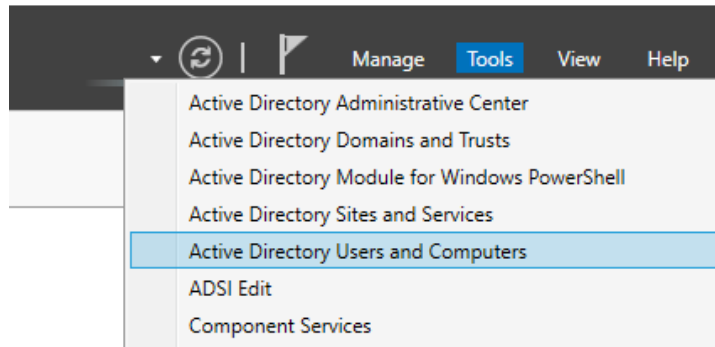 Manage Tools View Help
Active Directory Administrative Center
Active Directory Domains and Trusts
Active Directory Module for Windows PowerShell
Active Directory Sites and Services
Active Directory Users and Computers
ADSI Edit
Component Services